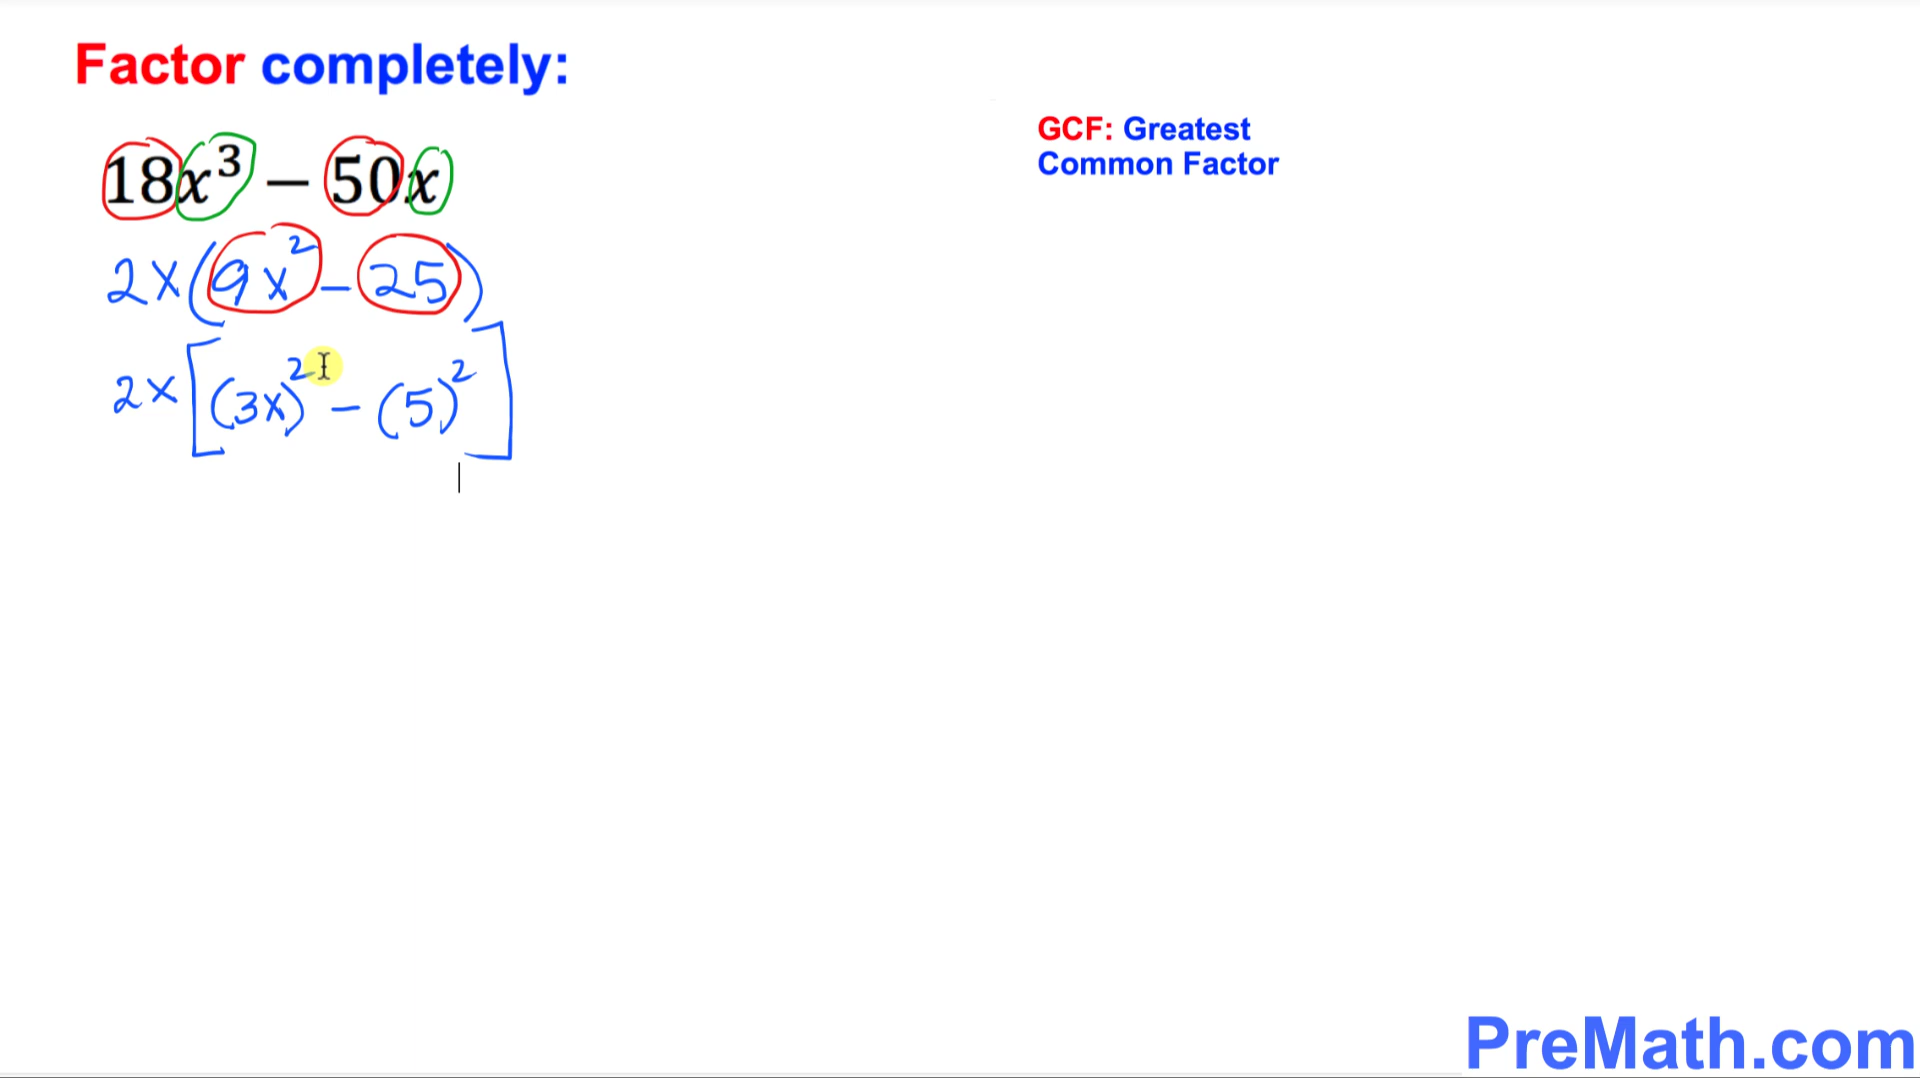 Factor completely:
18x³ − 50x
2x(9x² − 25)
2x[(3x)² − (5)²]
GCF: Greatest
Common Factor
PreMath.com